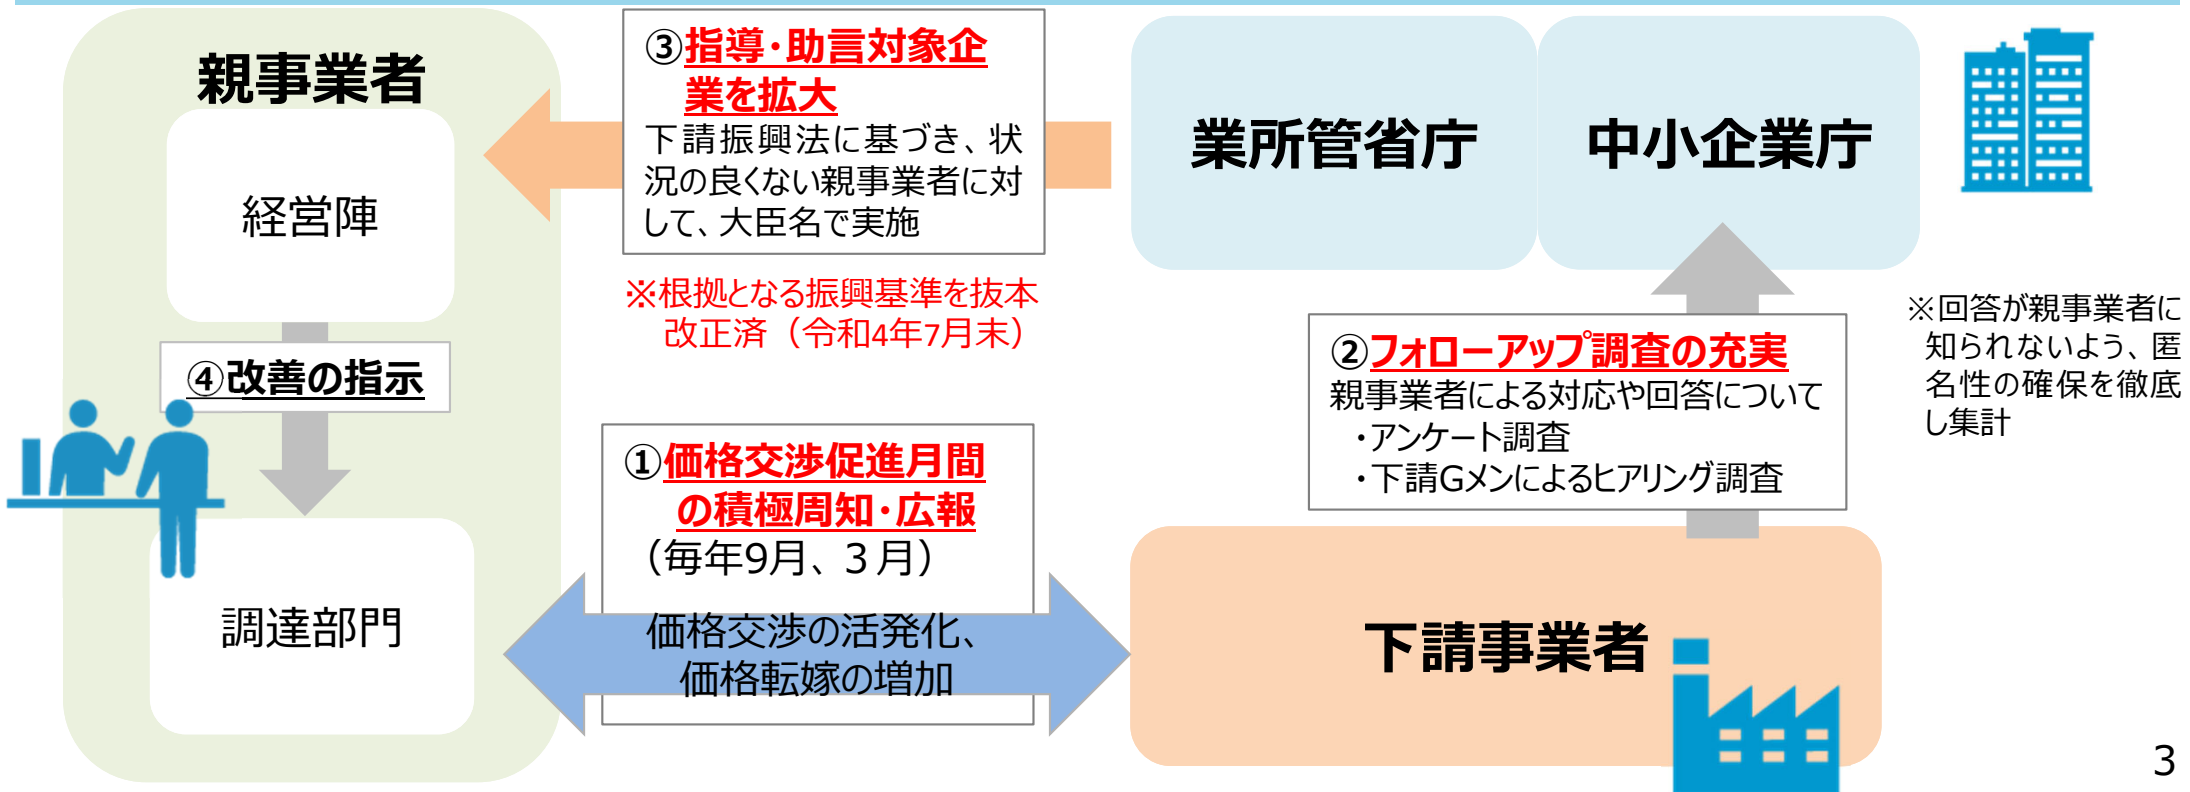 親事業者
経営陣
④改善の指示
調達部門
③指導・助言対象企
業を拡大
下請振興法に基づき、状
況の良くない親事業者に対
して、大臣名で実施
※根拠となる振興基準を抜本
改正済（令和4年7月末）
①価格交渉促進月間
の積極周知・広報
（毎年9月、３月）
価格交渉の活発化、
価格転嫁の増加
業所管省庁
中小企業庁
②フォローアップ調査の充実
親事業者による対応や回答について
・アンケート調査
・下請Gメンによるヒアリング調査
※回答が親事業者に
知られないよう、匿
名性の確保を徹底
し集計
下請事業者
3